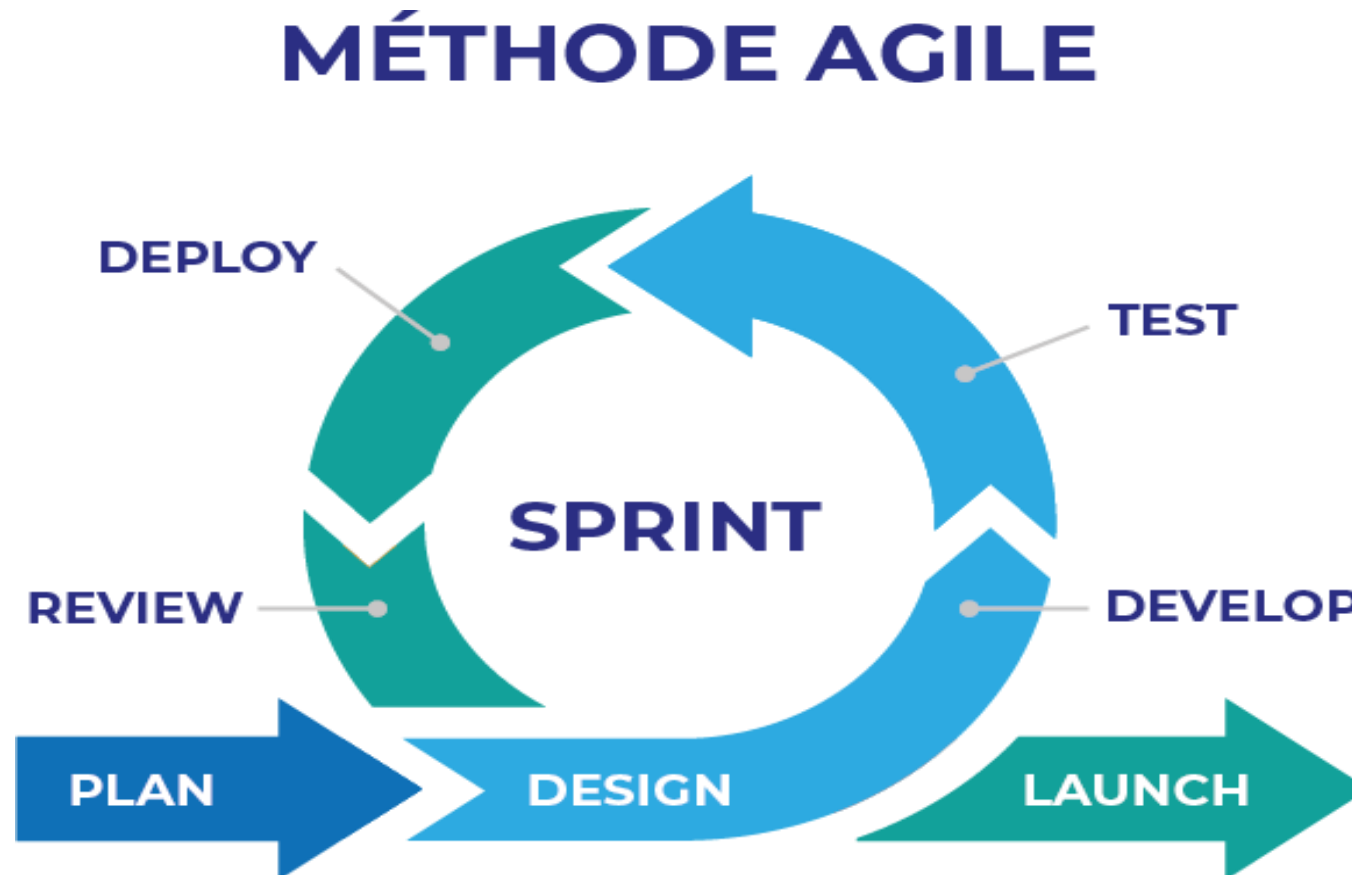 MÉTHODE AGILE
DEPLOY
TEST
SPRINT
REVIEW
DEVELOP
PLAN
DESIGN
LAUNCH